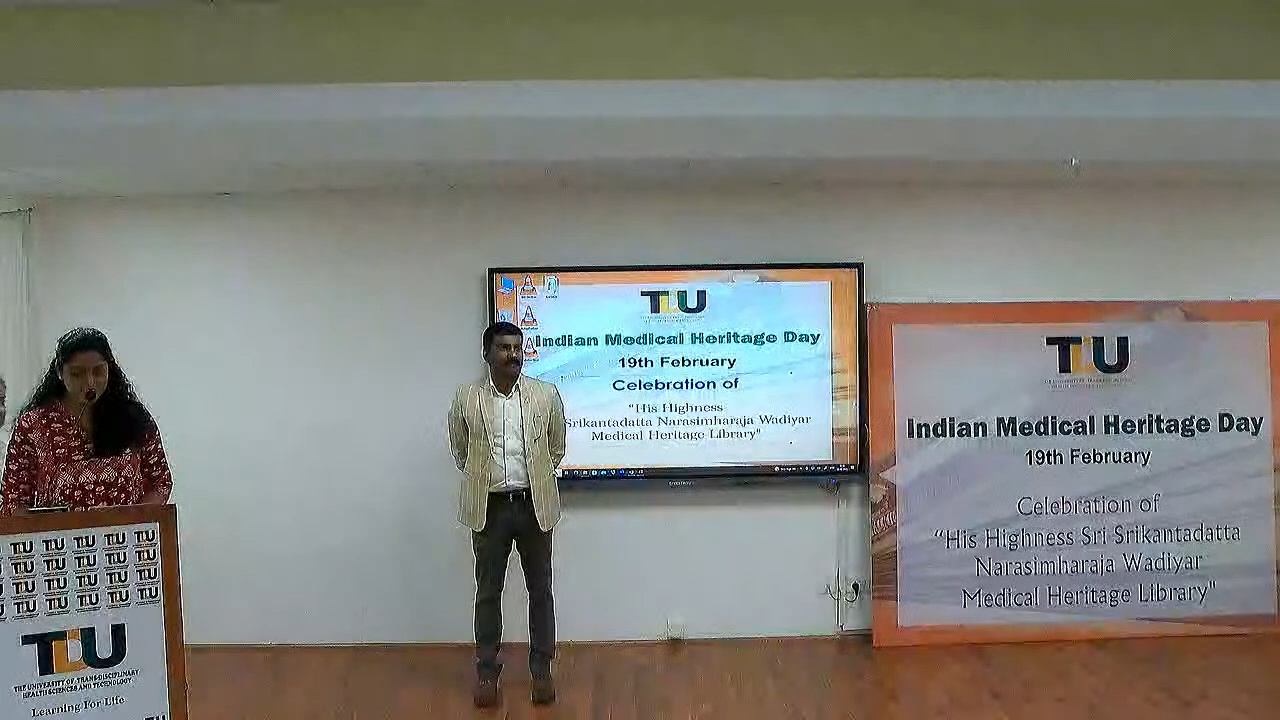 TDU
Indian Medical Heritage Day
19th February
Celebration of
"His Highness
Srikantadatta Narasimharaja Wadiyar
Medical Heritage Library"
TDU
Indian Medical Heritage Day
19th February
Celebration of
"His Highness Sri Srikantadatta
Narasimharaja Wadiyar
Medical Heritage Library"
TDU TDU TDU TDU TDU
TDU TDU TDU TDU TDU
TDU TDU TDU TDU TDU
TDU TDU TDU TDU TDU
TDU
THE UNIVERSITY OF TRANS-DISCIPLINARY
HEALTH SCIENCES AND TECHNOLOGY
Learning For Life
TDU